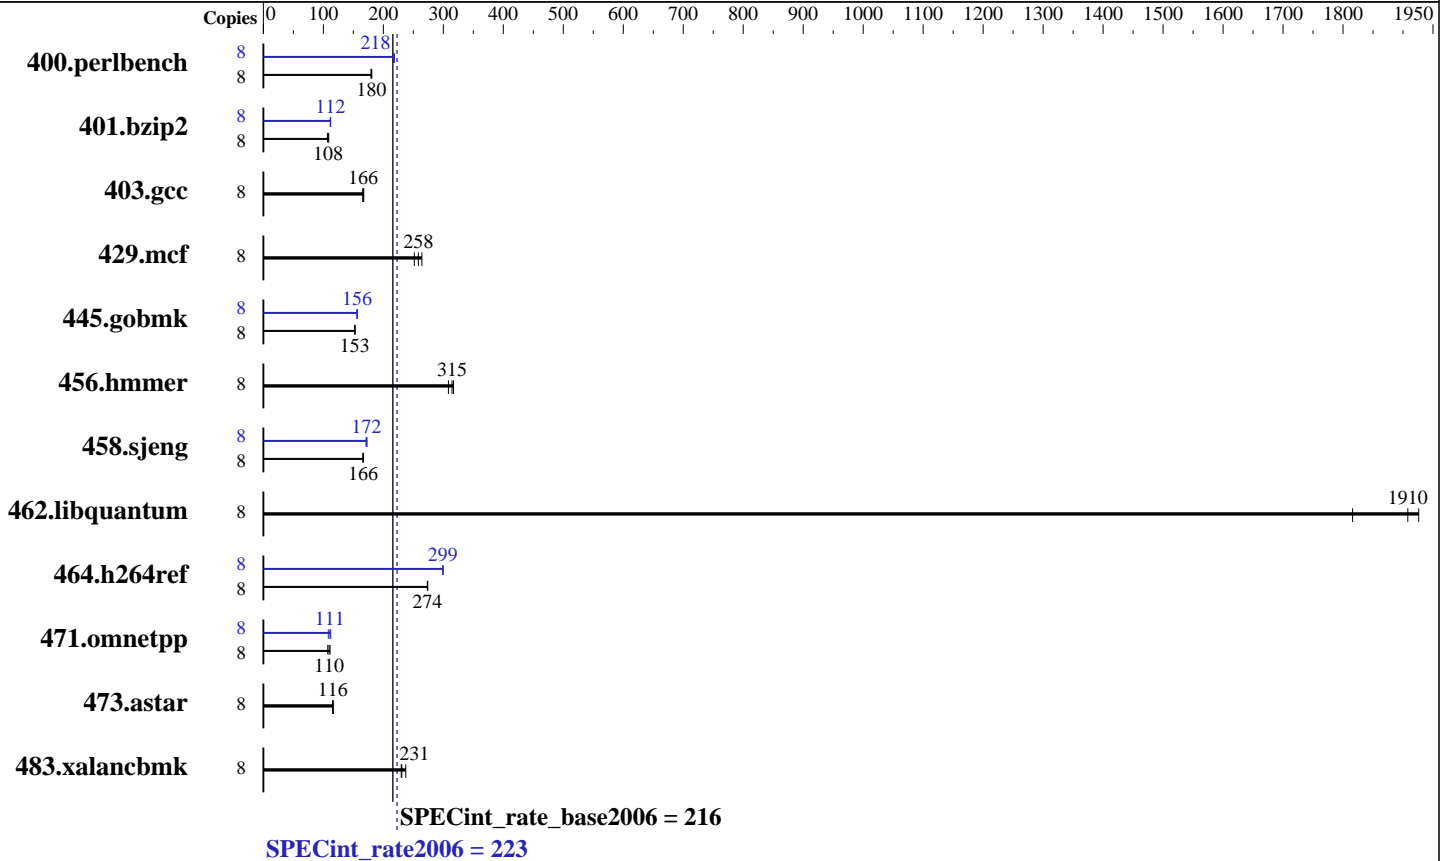 Copies 0 100 200 300 400 500 600 700 800 900 1000 1100 1200 1300 1400 1500 1600 1700 1800 1950
400.perlbench 8 218
8 180
401.bzip2 8 112
8 108
403.gcc 8 166
429.mcf 8 258
445.gobmk 8 156
8 153
456.hmmer 8 315
458.sjeng 8 172
8 166
462.libquantum 8 1910
464.h264ref 8 299
8 274
471.omnetpp 8 111
8 110
473.astar 8 116
483.xalancbmk 8 231
SPECint_rate_base2006 = 216
SPECint_rate2006 = 223